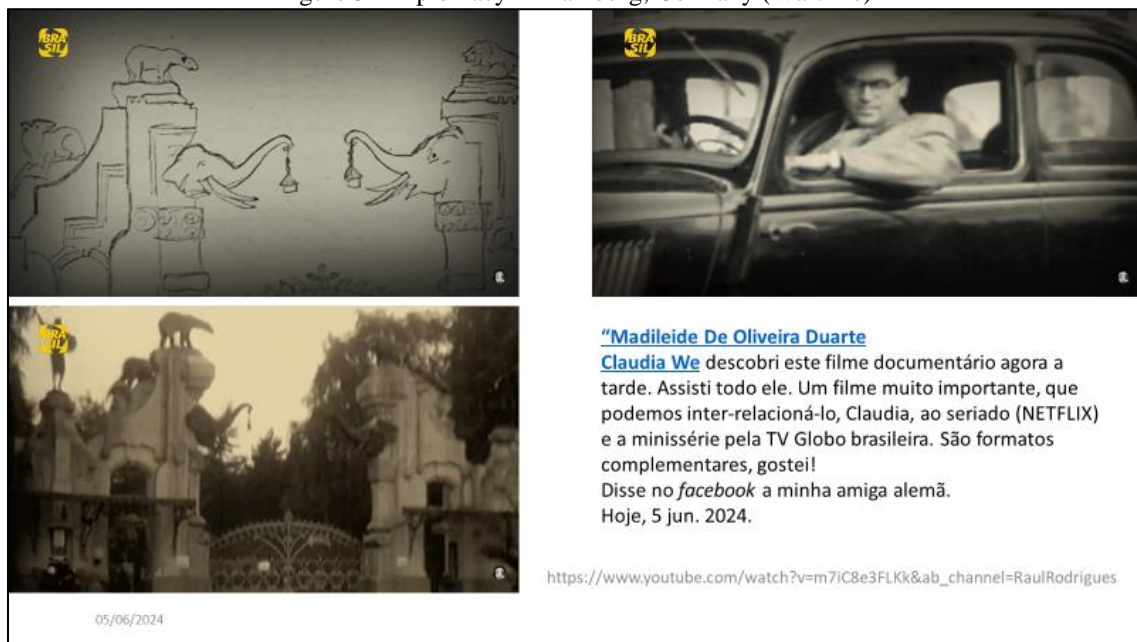 BRA
SIL
BRA
SIL
BRA
SIL
“Madileide De Oliveira Duarte
Claudia We descobri este filme documentário agora a
tarde. Assisti todo ele. Um filme muito importante, que
podemos inter-relacioná-lo, Claudia, ao seriado (NETFLIX)
e a minissérie pela TV Globo brasileira. São formatos
complementares, gostei!
Disse no facebook a minha amiga alemã.
Hoje, 5 jun. 2024.
https://www.youtube.com/watch?v=m7iC8e3FLKk&ab_channel=RaulRodrigues
05/06/2024